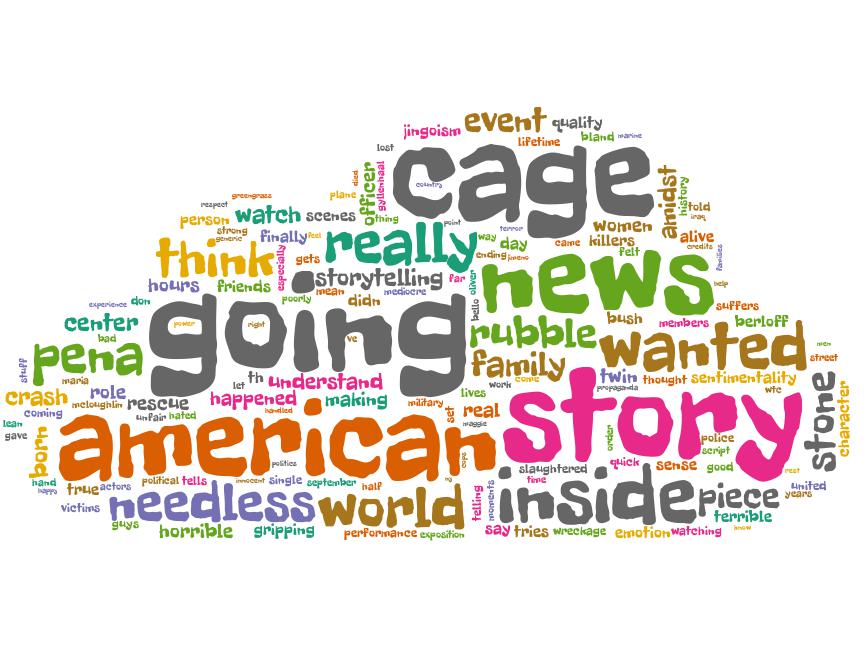 event quality
jingoism
lifetime bland marine
lost
cage
country
died
gyllenhaal
officer
plane
amidst
history
told
iraq
greengrass
respect
person watch scenes thing point
strong
generic
finally feel
really way day
terror
women
came killers
felt
alive
credits
families
think especially gets
storytelling far
ending jimeno
oliver
news help
hours friends mean mediocre
poorly didn
experience don
bello
suffers
center power right
bad
going
ve
rubble bush members berloff
pena
family wanted men
street
stuff maria
let th understand
work come twin thought sentimentality
propaganda wtc
crash role
mcloughlin rescue happened making
handled
military lives
coming
unfair hated
set real
maggie
lean
gave
born american story stone character
order police
script
quick sense good
rest
politics cops
slaughtered
time
hand
happy
true actors political tells innocent single september half ny
inside piece united
years
telling moments
victims needless world terrible
guys
horrible gripping performance exposition
say tries wreckage emotion watching know